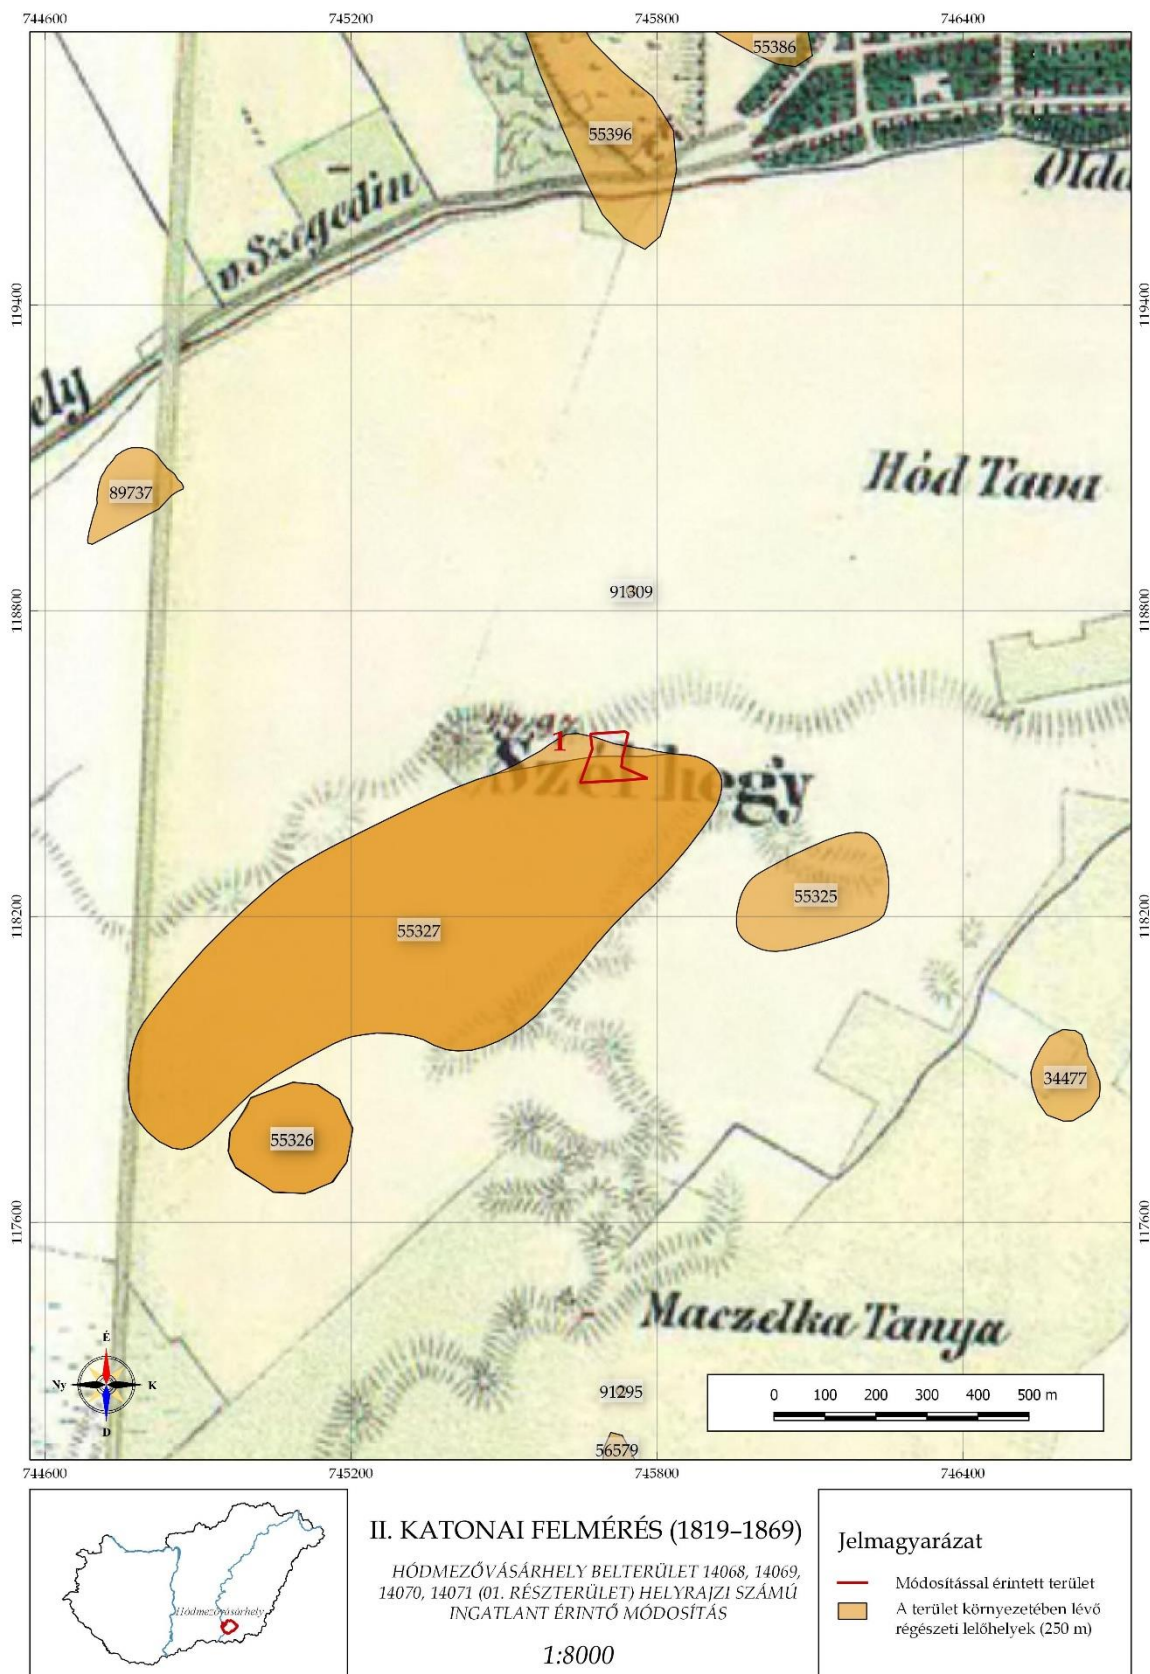 744600 745200 745800 746400
55386
55396
Olda
v. Szegedin
119400 119400
ely
Hód Tava
89737
91309
118800 118800
1
Szél hegy
55325
118200 118200
55327
34477
55326
117600 117600
Maczelka Tanya
É
Ny K
D
0 100 200 300 400 500 m
91295
56579
744600 745200 745800 746400
II. KATONAI FELMÉRÉS (1819–1869)
HÓDMEZŐVÁSÁRHELY BELTERÜLET 14068, 14069,
14070, 14071 (01. RÉSZTERÜLET) HELYRAJZI SZÁMÚ
INGATLANT ÉRINTŐ MÓDOSÍTÁS
1:8000
Hódmezővásárhely
Jelmagyarázat
Módosítással érintett terület
A terület környezetében lévő
régészeti lelőhelyek (250 m)